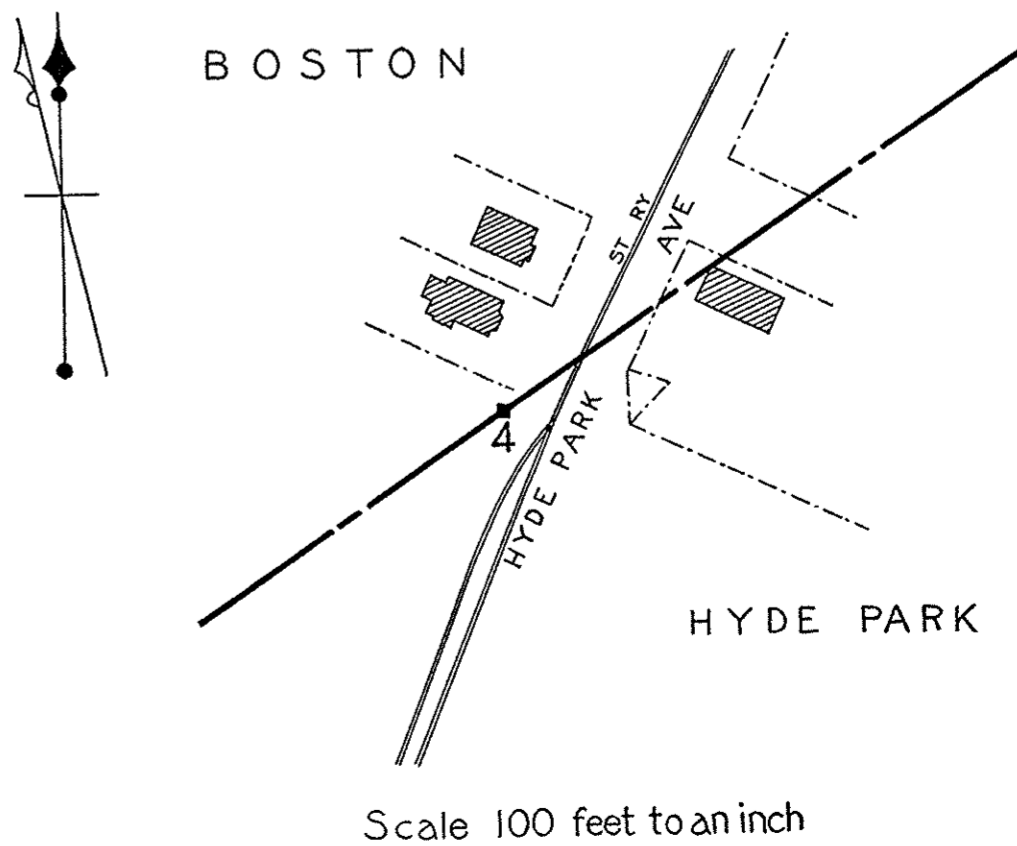 BOSTON
ST RY
AVE
4
HYDE PARK
HYDE PARK
Scale 100 feet to an inch